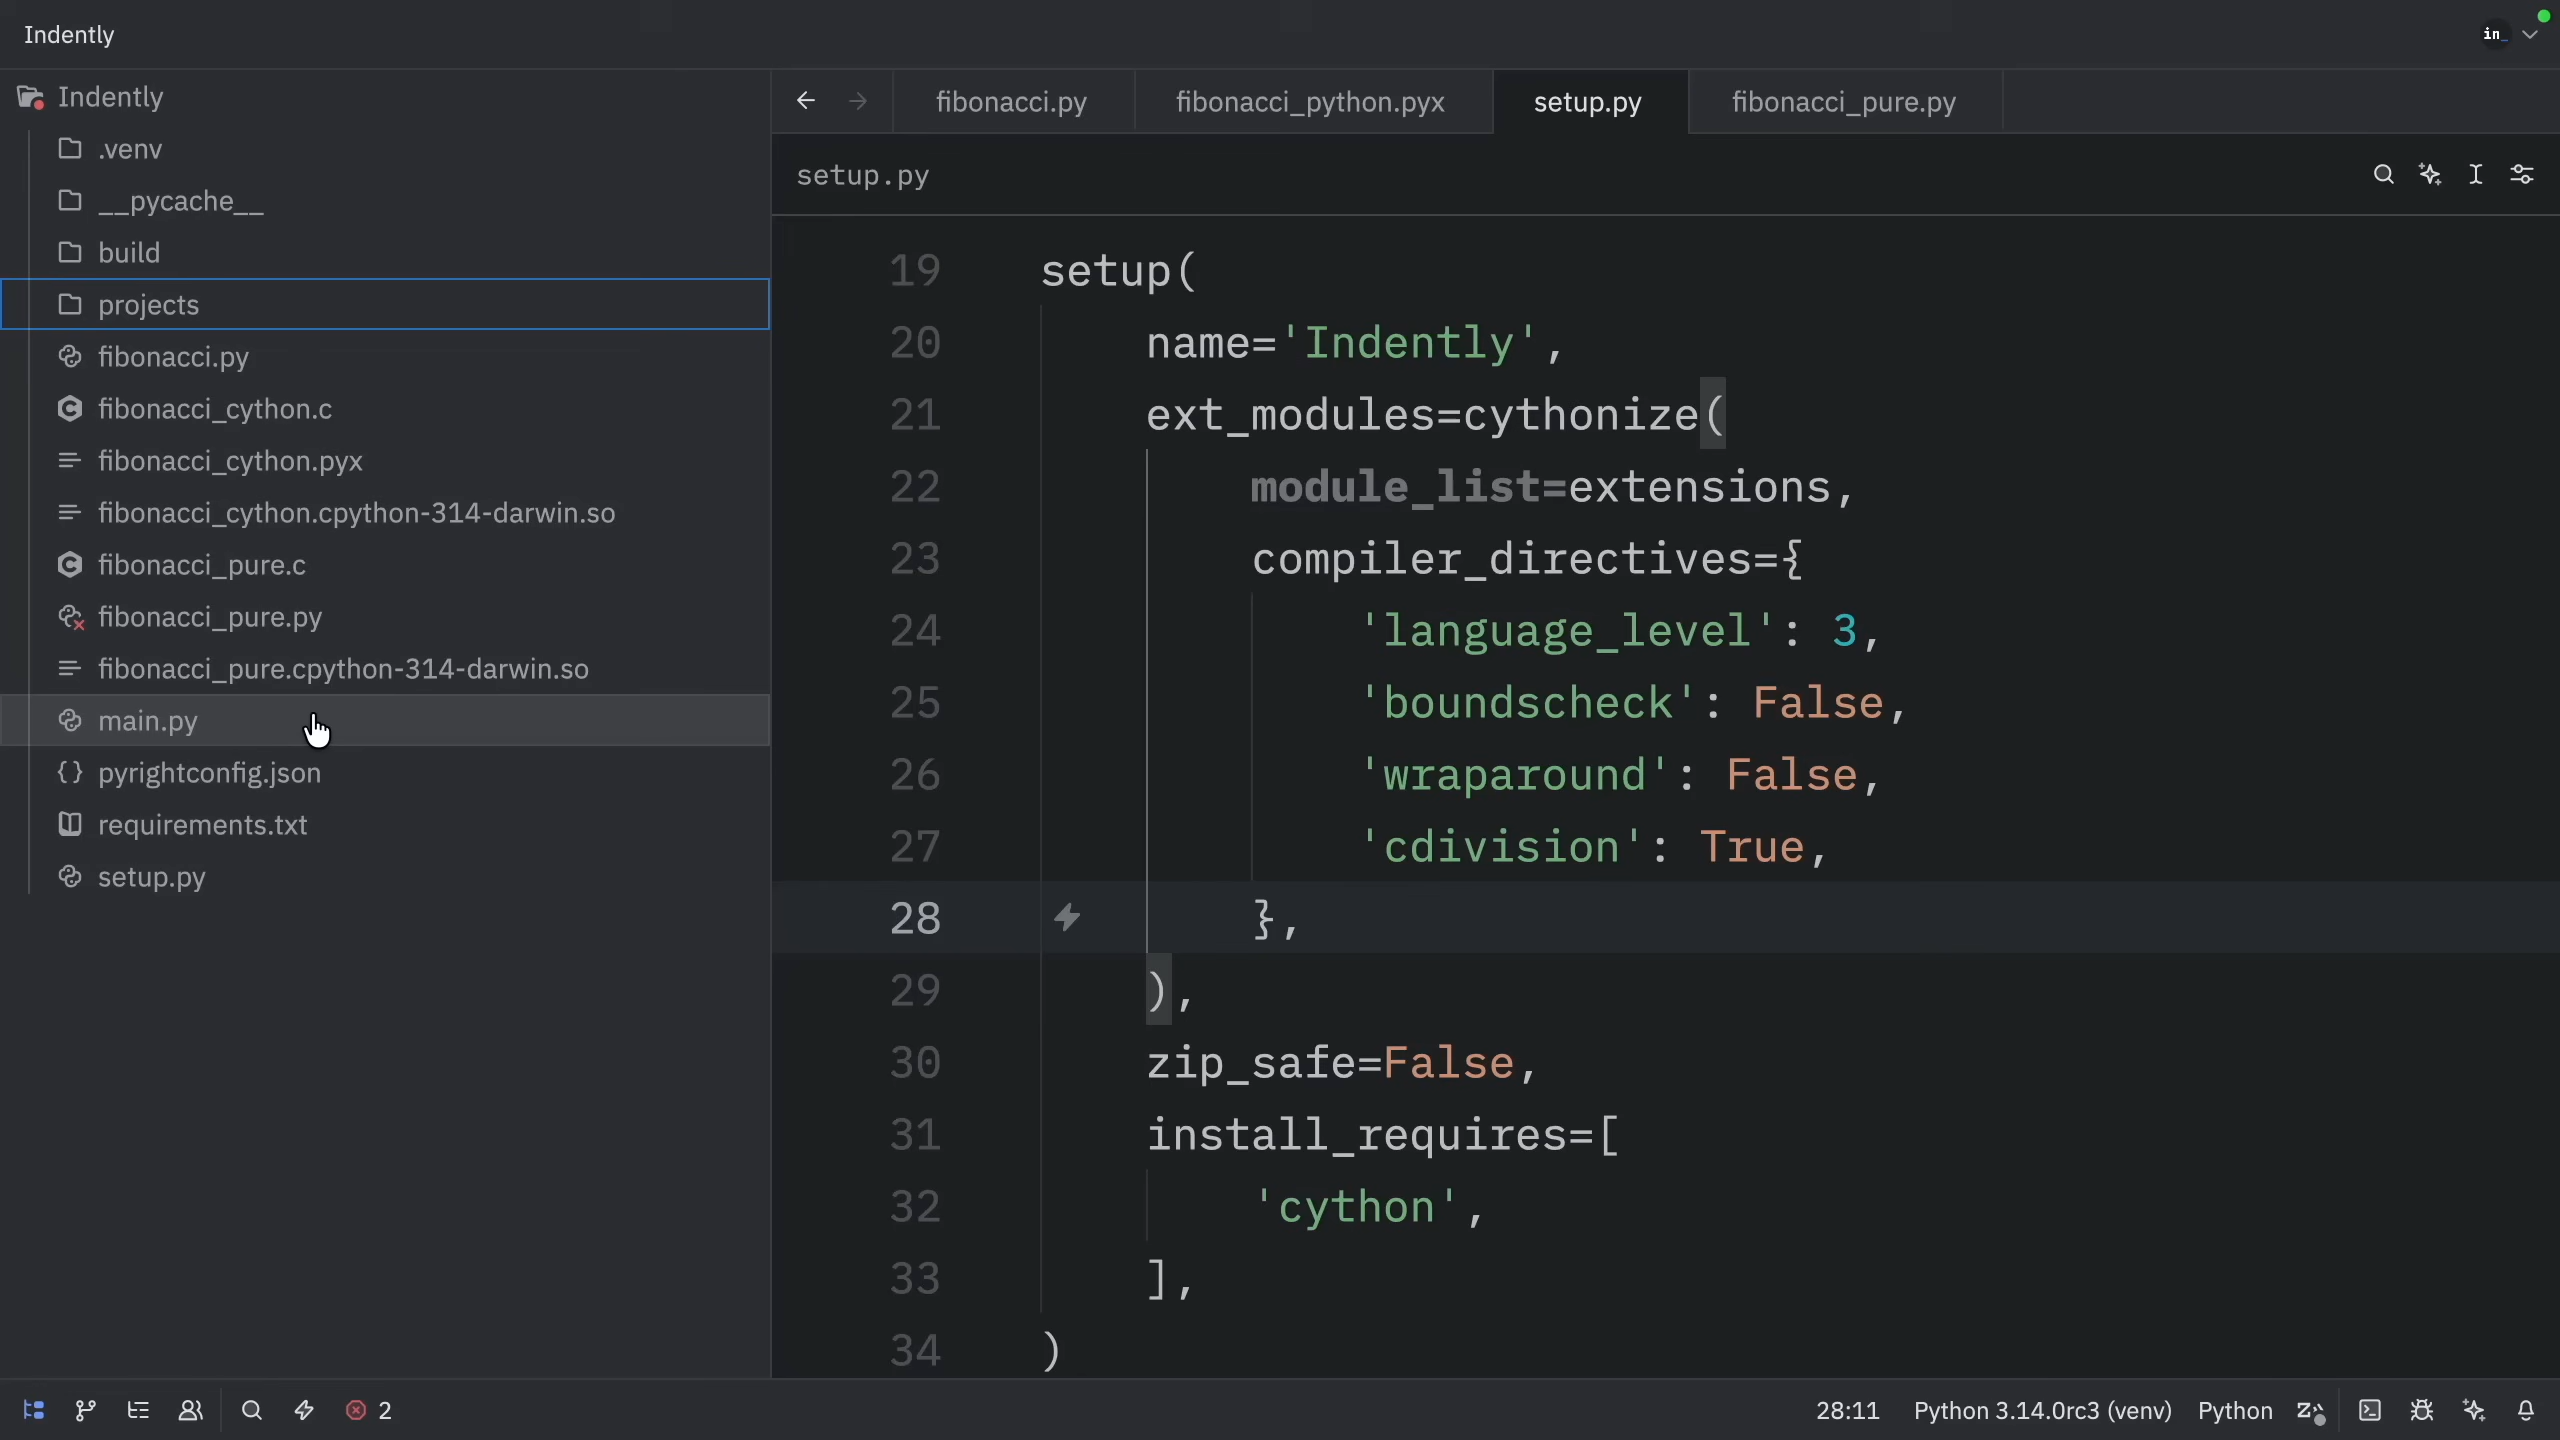 Indently
in_
Indently
.venv
__pycache__
build
projects
fibonacci.py
fibonacci_cython.c
fibonacci_cython.pyx
fibonacci_cython.cpython-314-darwin.so
fibonacci_pure.c
fibonacci_pure.py
fibonacci_pure.cpython-314-darwin.so
main.py
pyrightconfig.json
requirements.txt
setup.py
fibonacci.py
fibonacci_python.pyx
setup.py
fibonacci_pure.py
setup.py
19 setup(
20 name='Indently',
21 ext_modules=cythonize(
22 module_list=extensions,
23 compiler_directives={
24 'language_level': 3,
25 'boundscheck': False,
26 'wraparound': False,
27 'cdivision': True,
28 },
29 ),
30 zip_safe=False,
31 install_requires=[
32 'cython',
33 ],
34 )
2
28:11
Python 3.14.0rc3 (venv)
Python